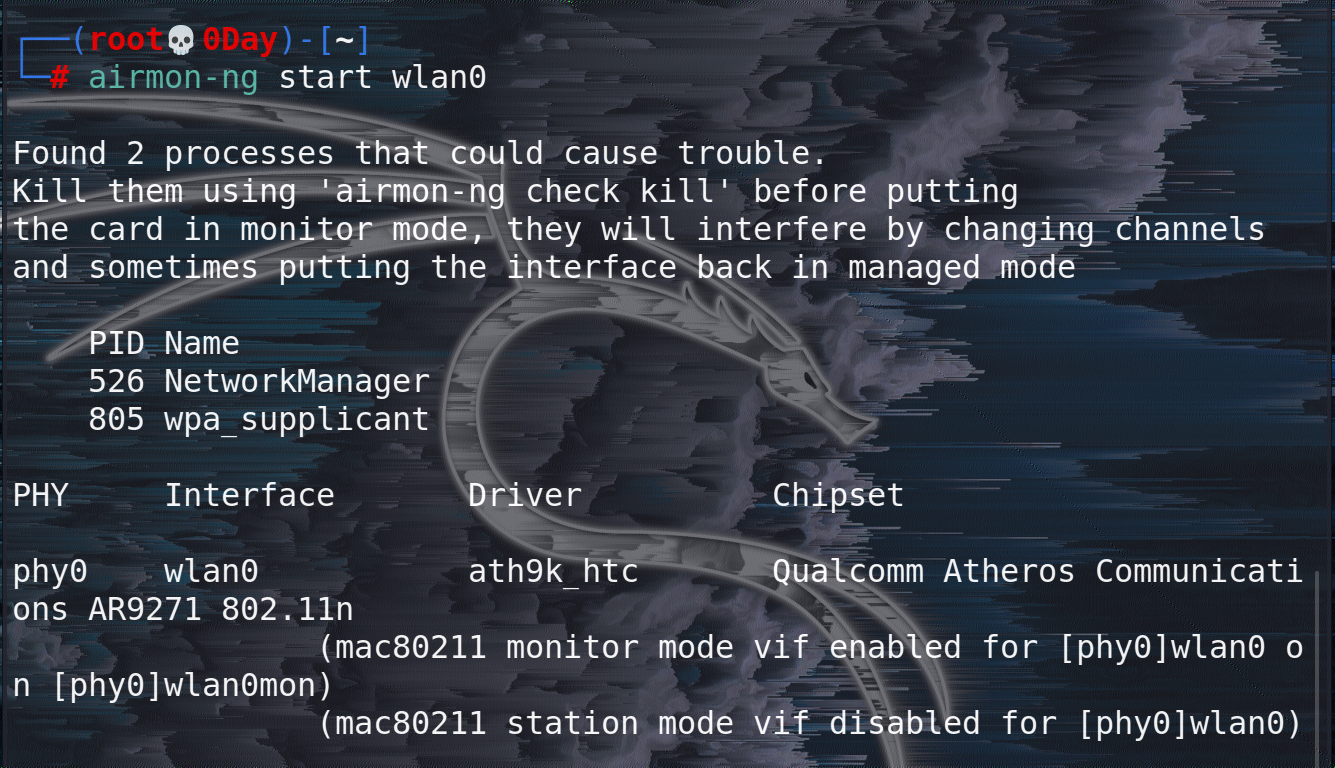 ┌──(root💀0Day)-[~]
└─# airmon-ng start wlan0
Found 2 processes that could cause trouble.
Kill them using 'airmon-ng check kill' before putting
the card in monitor mode, they will interfere by changing channels
and sometimes putting the interface back in managed mode
PID Name
526 NetworkManager
805 wpa_supplicant
PHY Interface Driver Chipset
phy0 wlan0 ath9k_htc Qualcomm Atheros Communicati
ons AR9271 802.11n
(mac80211 monitor mode vif enabled for [phy0]wlan0 o
n [phy0]wlan0mon)
(mac80211 station mode vif disabled for [phy0]wlan0)